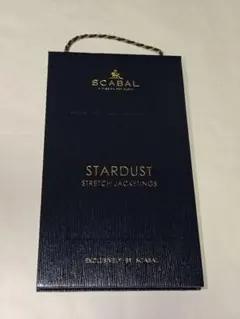 SCABAL
STARDUST
STRETCH JACKETINGS
EXCLUSIVELY BY SCABAL